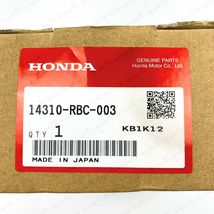 HONDA
GENUINE PARTS
Honda Motor Co., Ltd.
14310-RBC-003
QTY 1
KB1K12
MADE IN JAPAN